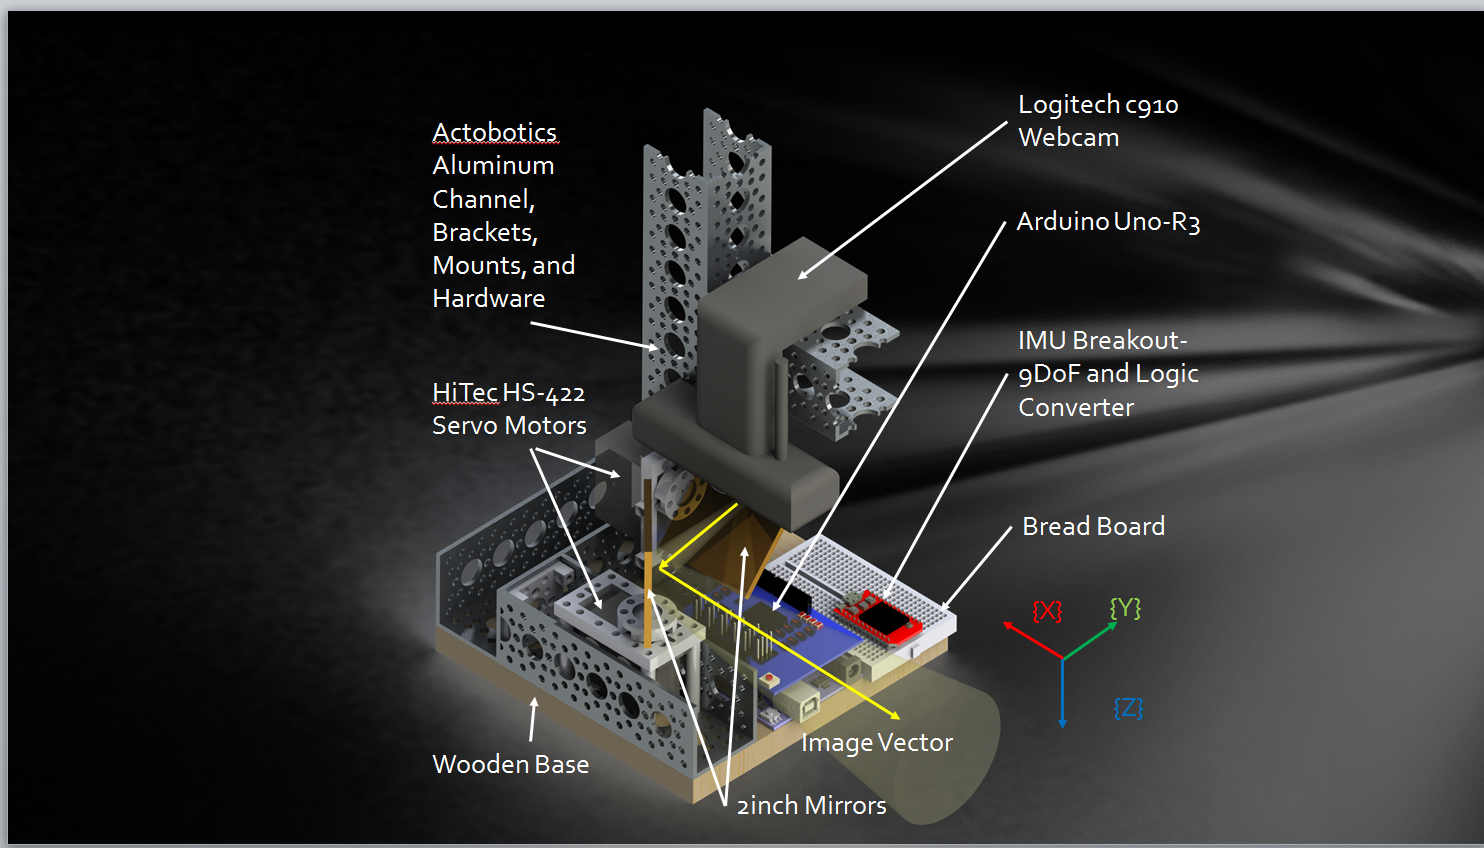 Actobotics
Aluminum
Channel,
Brackets,
Mounts, and
Hardware
HiTec HS-422
Servo Motors
Wooden Base
Logitech c910
Webcam
Arduino Uno-R3
IMU Breakout-
9DoF and Logic
Converter
Bread Board
{X}
{Y}
{Z}
Image Vector
2inch Mirrors